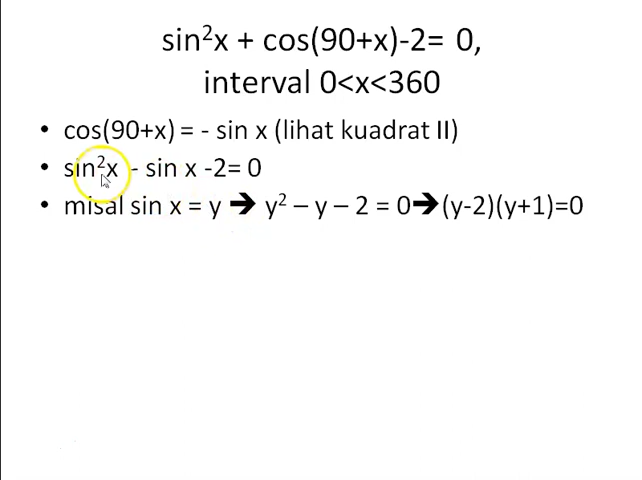 sin²x + cos(90+x)-2= 0,
interval 0<x<360
• cos(90+x) = - sin x (lihat kuadrat II)
• sin²x - sin x -2= 0
• misal sin x = y 🡪 y² – y – 2 = 0🡪(y-2)(y+1)=0